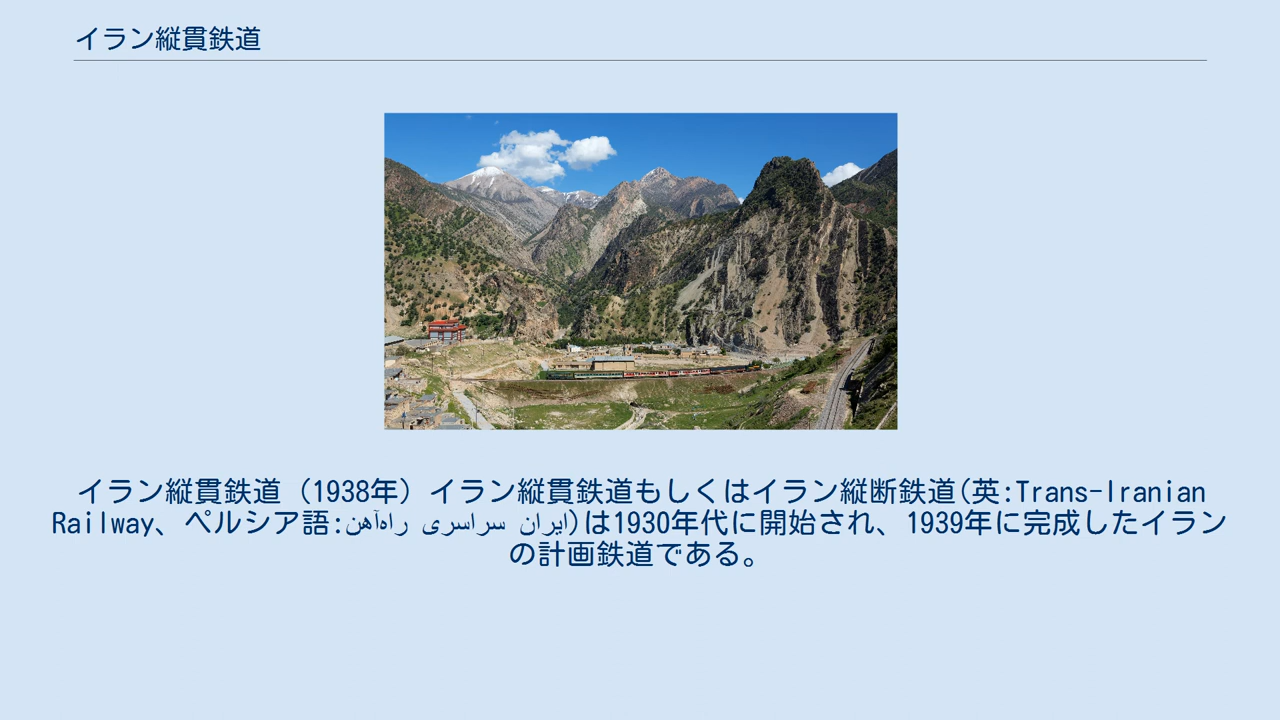 イラン縦貫鉄道
イラン縦貫鉄道（1938年）イラン縦貫鉄道もしくはイラン縦断鉄道(英:Trans-Iranian
Railway、ペルシア語:ایران سراسری راه‌آهن)は1930年代に開始され、1939年に完成したイラン
の計画鉄道である。